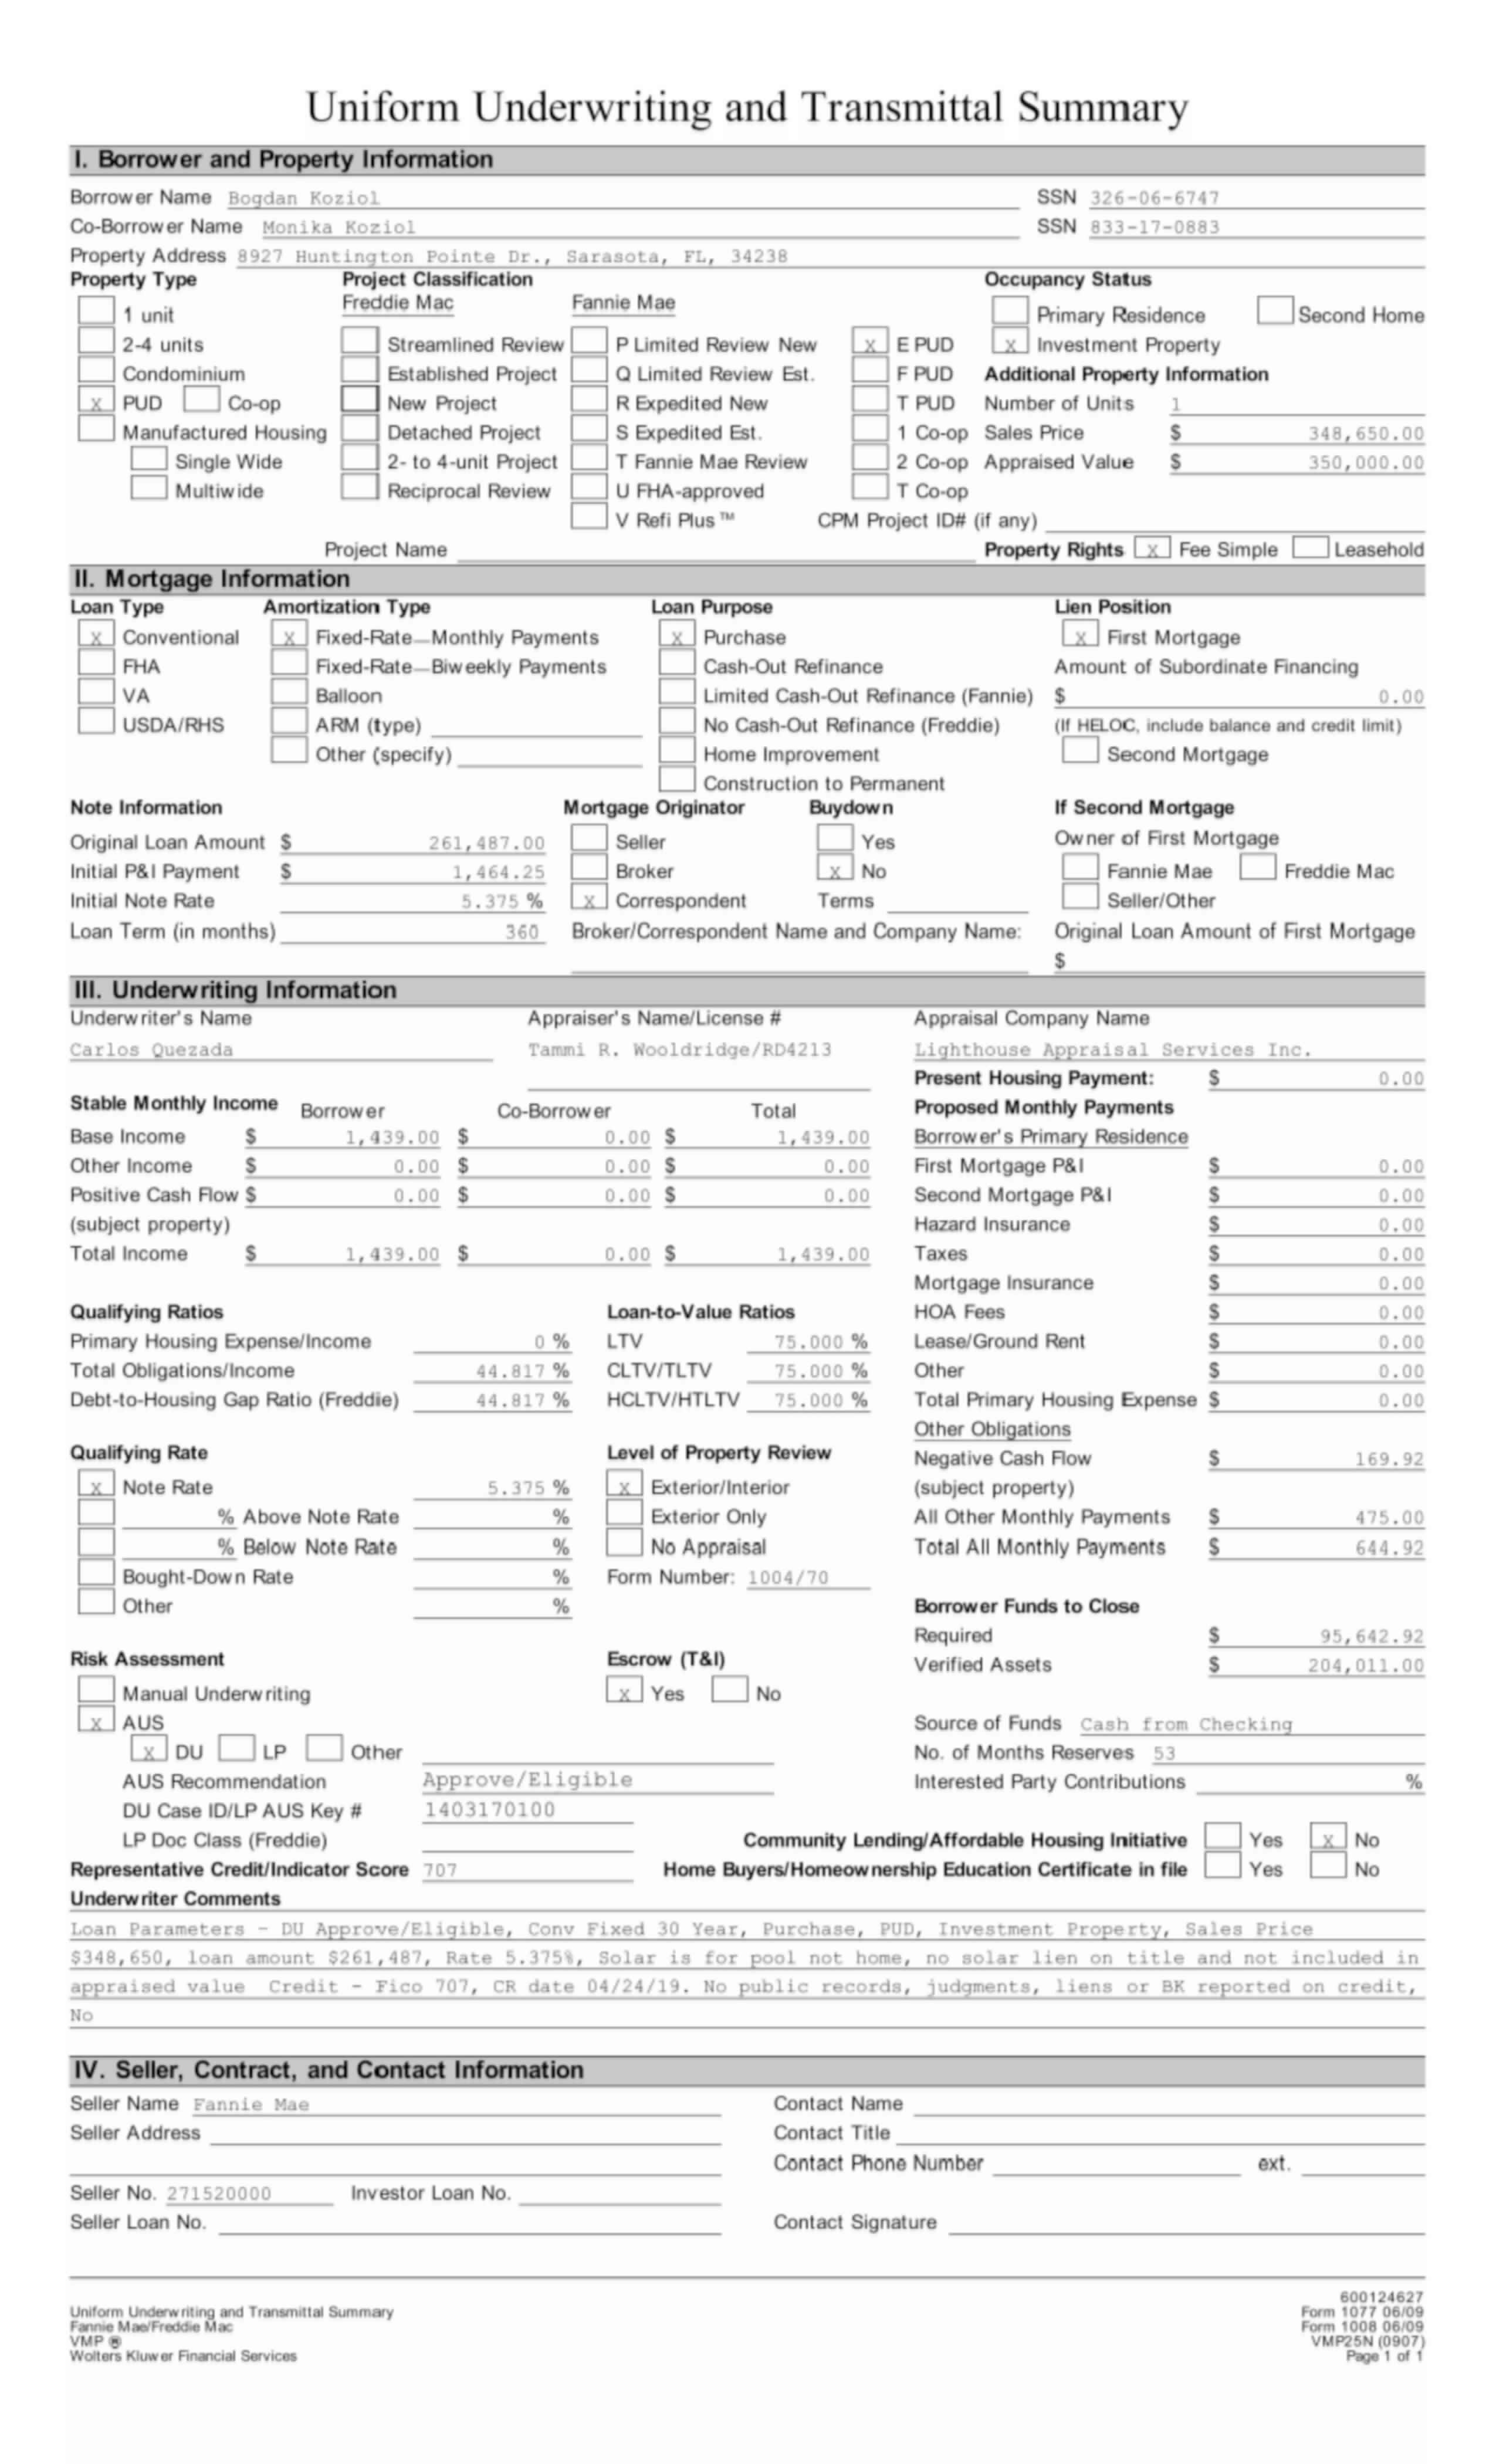 Uniform Underwriting and Transmittal Summary
I. Borrower and Property Information
Borrower Name Bogdan Koziol SSN 326-06-6747
Co-Borrower Name Monika Koziol SSN 833-17-0883
Property Address 8927 Huntington Pointe Dr., Sarasota, FL, 34238
Property Type Project Classification Occupancy Status
Freddie Mac Fannie Mae
1 unit Primary Residence Second Home
2-4 units Streamlined Review P Limited Review New X E PUD X Investment Property
Condominium Established Project Q Limited Review Est. F PUD Additional Property Information
X PUD Co-op New Project R Expedited New T PUD Number of Units 1
Manufactured Housing Detached Project S Expedited Est. 1 Co-op Sales Price $ 348,650.00
Single Wide 2- to 4-unit Project T Fannie Mae Review 2 Co-op Appraised Value $ 350,000.00
Multiwide Reciprocal Review U FHA-approved T Co-op
V Refi Plus™ CPM Project ID# (if any)
Project Name Property Rights X Fee Simple Leasehold
II. Mortgage Information
Loan Type Amortization Type Loan Purpose Lien Position
X Conventional X Fixed-Rate—Monthly Payments X Purchase X First Mortgage
FHA Fixed-Rate—Biweekly Payments Cash-Out Refinance Amount of Subordinate Financing
VA Balloon Limited Cash-Out Refinance (Fannie) $ 0.00
USDA/RHS ARM (type) No Cash-Out Refinance (Freddie) (If HELOC, include balance and credit limit)
Other (specify) Home Improvement Second Mortgage
Construction to Permanent
Note Information Mortgage Originator Buydown If Second Mortgage
Original Loan Amount $ 261,487.00 Seller Yes Owner of First Mortgage
Initial P&I Payment $ 1,464.25 Broker X No Fannie Mae Freddie Mac
Initial Note Rate 5.375 % X Correspondent Terms Seller/Other
Loan Term (in months) 360 Broker/Correspondent Name and Company Name: Original Loan Amount of First Mortgage
$
III. Underwriting Information
Underwriter's Name Appraiser's Name/License # Appraisal Company Name
Carlos Quezada Tammi R. Wooldridge/RD4213 Lighthouse Appraisal Services Inc.
Present Housing Payment: $ 0.00
Stable Monthly Income Borrower Co-Borrower Total Proposed Monthly Payments
Base Income $ 1,439.00 $ 0.00 $ 1,439.00 Borrower's Primary Residence
Other Income $ 0.00 $ 0.00 $ 0.00 First Mortgage P&I $ 0.00
Positive Cash Flow $ 0.00 $ 0.00 $ 0.00 Second Mortgage P&I $ 0.00
(subject property) Hazard Insurance $ 0.00
Total Income $ 1,439.00 $ 0.00 $ 1,439.00 Taxes $ 0.00
Mortgage Insurance $ 0.00
Qualifying Ratios Loan-to-Value Ratios HOA Fees $ 0.00
Primary Housing Expense/Income 0 % LTV 75.000 % Lease/Ground Rent $ 0.00
Total Obligations/Income 44.817 % CLTV/TLTV 75.000 % Other $ 0.00
Debt-to-Housing Gap Ratio (Freddie) 44.817 % HCLTV/HTLTV 75.000 % Total Primary Housing Expense $ 0.00
Other Obligations
Qualifying Rate Level of Property Review Negative Cash Flow $ 169.92
X Note Rate 5.375 % X Exterior/Interior (subject property)
% Above Note Rate % Exterior Only All Other Monthly Payments $ 475.00
% Below Note Rate % No Appraisal Total All Monthly Payments $ 644.92
Bought-Down Rate % Form Number: 1004/70
Other % Borrower Funds to Close
Required $ 95,642.92
Risk Assessment Escrow (T&I) Verified Assets $ 204,011.00
Manual Underwriting X Yes No
X AUS Source of Funds Cash from Checking
X DU LP Other No. of Months Reserves 53
AUS Recommendation Approve/Eligible Interested Party Contributions %
DU Case ID/LP AUS Key # 1403170100
LP Doc Class (Freddie) Community Lending/Affordable Housing Initiative Yes X No
Representative Credit/Indicator Score 707 Home Buyers/Homeownership Education Certificate in file Yes No
Underwriter Comments
Loan Parameters - DU Approve/Eligible, Conv Fixed 30 Year, Purchase, PUD, Investment Property, Sales Price
$348,650, loan amount $261,487, Rate 5.375%, Solar is for pool not home, no solar lien on title and not included in
appraised value Credit - Fico 707, CR date 04/24/19. No public records, judgments, liens or BK reported on credit,
No
IV. Seller, Contract, and Contact Information
Seller Name Fannie Mae Contact Name
Seller Address Contact Title
Contact Phone Number ext.
Seller No. 271520000 Investor Loan No.
Seller Loan No. Contact Signature
600124627
Uniform Underwriting and Transmittal Summary Form 1077 06/09
Fannie Mae/Freddie Mac Form 1008 06/09
VMP ® VMP25N (0907)
Wolters Kluwer Financial Services Page 1 of 1